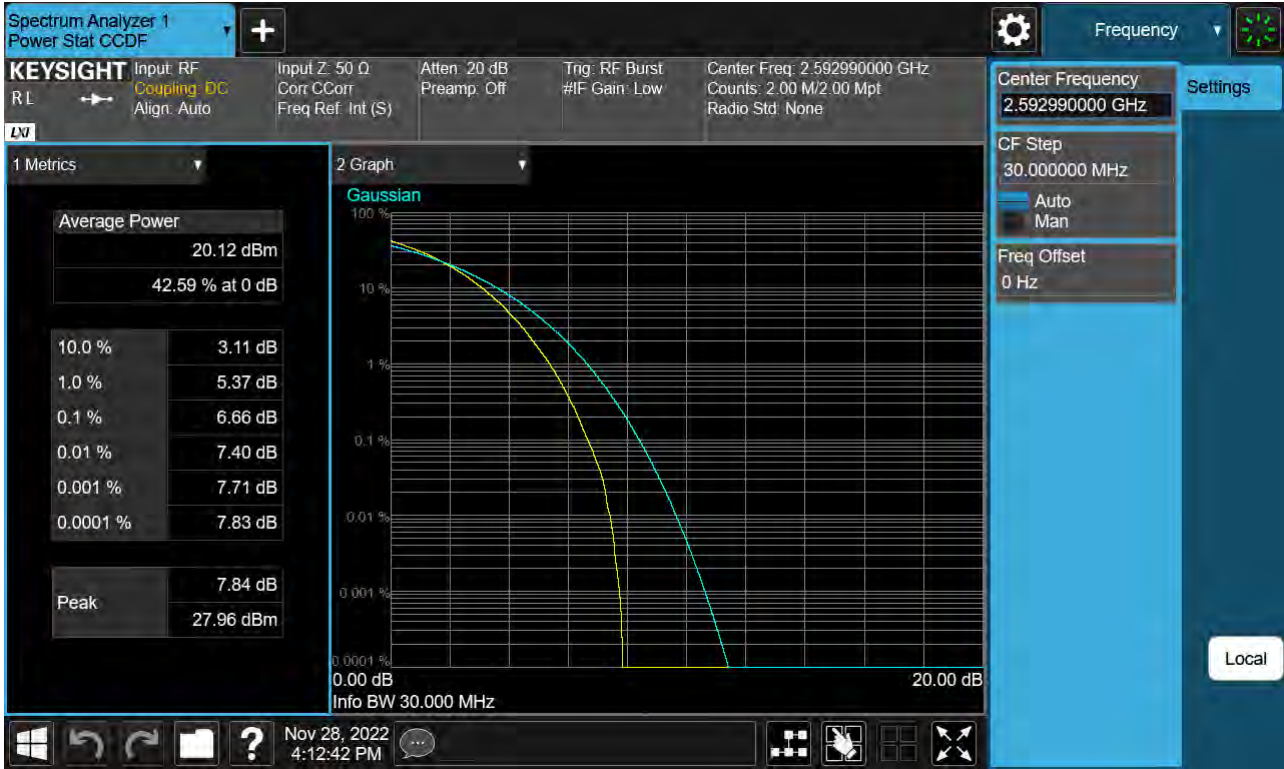 Spectrum Analyzer 1
Power Stat CCDF
Frequency
KEYSIGHT
R L
LXI
Input: RF
Coupling: DC
Align: Auto
Input Z: 50 Ω
Corr CCorr
Freq Ref: Int (S)
Atten: 20 dB
Preamp: Off
Trig: RF Burst
#IF Gain: Low
Center Freq: 2.592990000 GHz
Counts: 2.00 M/2.00 Mpt
Radio Std: None
Center Frequency
2.592990000 GHz
Settings
CF Step
30.000000 MHz
Auto
Man
Freq Offset
0 Hz
Local
1 Metrics
Average Power
20.12 dBm
42.59 % at 0 dB
10.0 % 3.11 dB
1.0 % 5.37 dB
0.1 % 6.66 dB
0.01 % 7.40 dB
0.001 % 7.71 dB
0.0001 % 7.83 dB
Peak
7.84 dB
27.96 dBm
2 Graph
Gaussian
100 %
10 %
1 %
0.1 %
0.01 %
0.001 %
0.0001 %
0.00 dB 20.00 dB
Info BW 30.000 MHz
?
Nov 28, 2022
4:12:42 PM